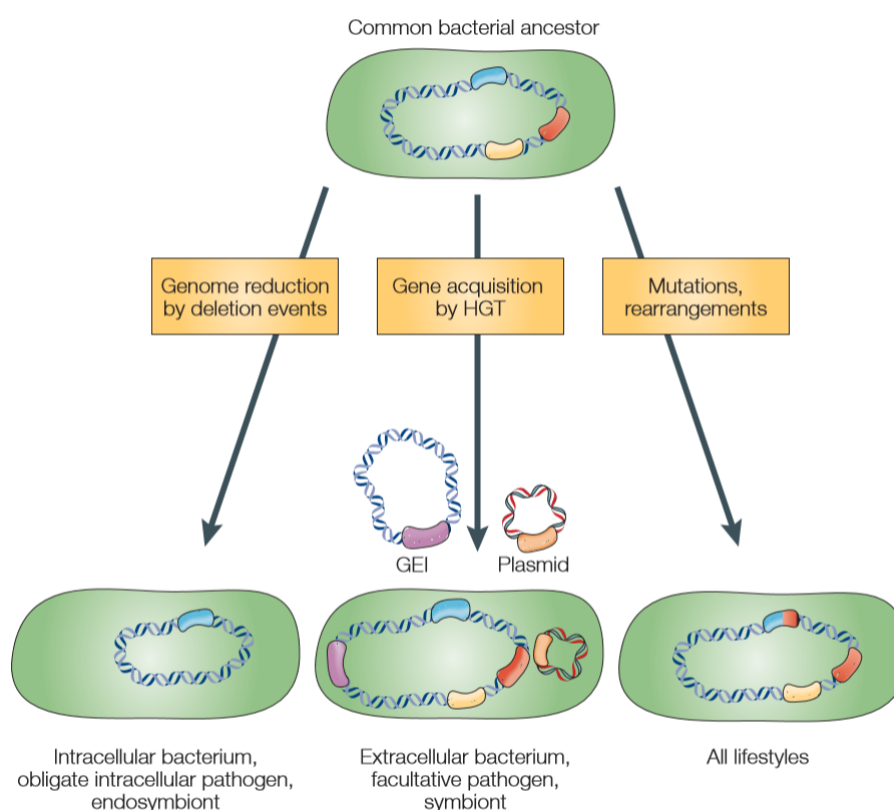 Common bacterial ancestor
Genome reduction
by deletion events
Gene acquisition
by HGT
Mutations,
rearrangements
GEI
Plasmid
Intracellular bacterium,
obligate intracellular pathogen,
endosymbiont
Extracellular bacterium,
facultative pathogen,
symbiont
All lifestyles